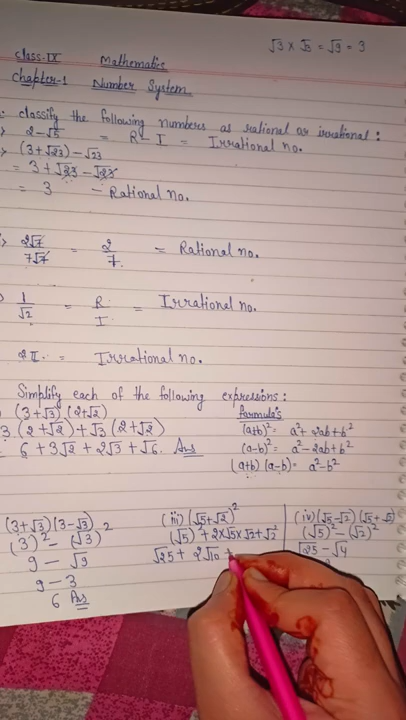 √3 × √3 = √9 = 3
Class-IX Mathematics
Chapter-1 Number System
classify the following numbers as rational or irrational:
2-√5 = R-I = Irrational no.
(3+√23)-√23
= 3+√23-√23
= 3 - Rational no.
2√7/7√7 = 2/7 = Rational no.
1/√2 = R/I = Irrational no.
2π = Irrational no.
Simplify each of the following expressions:
(3+√3)(2+√2) formula's
3(2+√2)+√3(2+√2) (a+b)² = a²+2ab+b²
6+3√2+2√3+√6. Ans (a-b)² = a²-2ab+b²
(a+b)(a-b) = a²-b²
(3+√3)(3-√3)
(3)²-(√3)²
9-√9
9-3
6 Ans
(iii) (√5+√2)²
(√5)²+2×√5×√2+√2²
√25+2√10+
(iv) (√5-√2)(√5+√2)
(√5)²-(√2)²
√25-√4